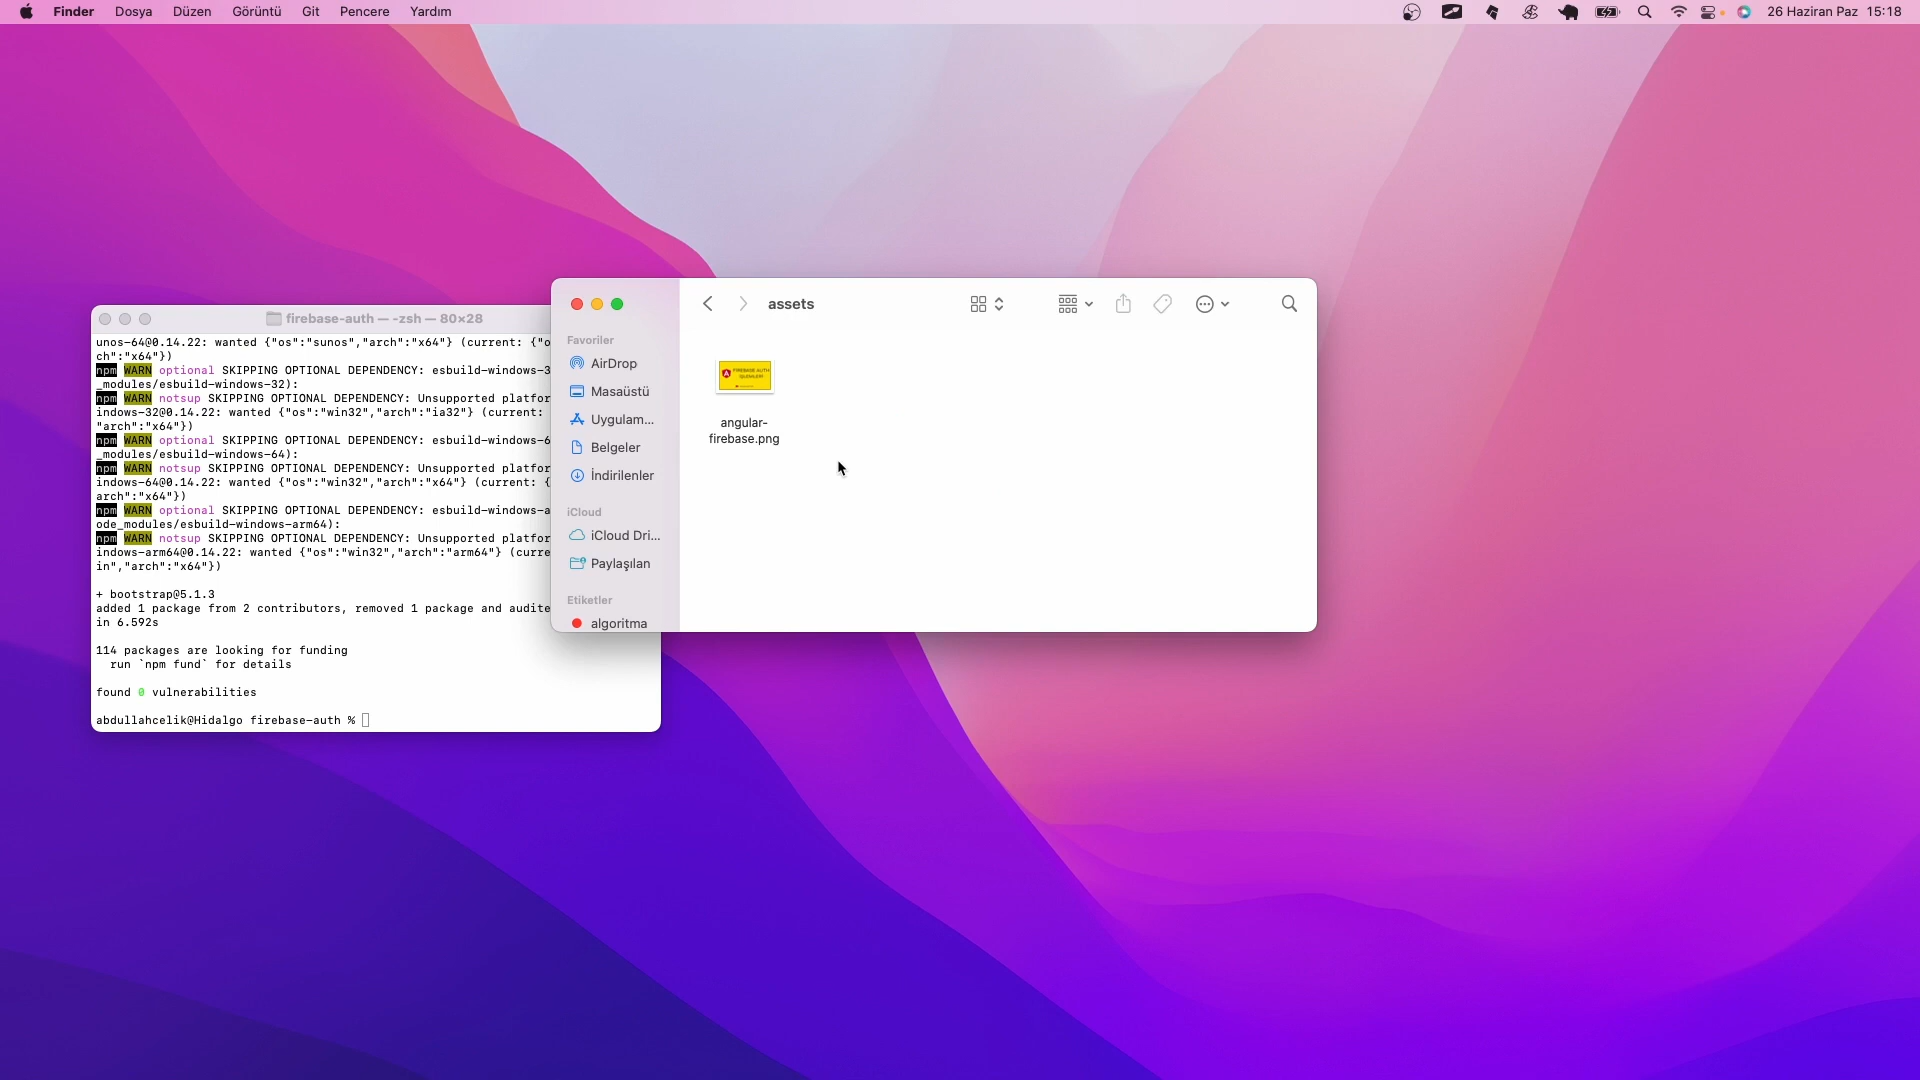 Finder Dosya Düzen Görüntü Git Pencere Yardım 26 Haziran Paz 15:18
firebase-auth — -zsh — 80×28
unos-64@0.14.22: wanted {"os":"sunos","arch":"x64"} (current: {"o
ch":"x64"})
npm WARN optional SKIPPING OPTIONAL DEPENDENCY: esbuild-windows-3
_modules/esbuild-windows-32):
npm WARN notsup SKIPPING OPTIONAL DEPENDENCY: Unsupported platfor
indows-32@0.14.22: wanted {"os":"win32","arch":"ia32"} (current:
"arch":"x64"})
npm WARN optional SKIPPING OPTIONAL DEPENDENCY: esbuild-windows-6
_modules/esbuild-windows-64):
npm WARN notsup SKIPPING OPTIONAL DEPENDENCY: Unsupported platfor
indows-64@0.14.22: wanted {"os":"win32","arch":"x64"} (current: {
arch":"x64"})
npm WARN optional SKIPPING OPTIONAL DEPENDENCY: esbuild-windows-a
ode_modules/esbuild-windows-arm64):
npm WARN notsup SKIPPING OPTIONAL DEPENDENCY: Unsupported platfor
indows-arm64@0.14.22: wanted {"os":"win32","arch":"arm64"} (curre
in","arch":"x64"})
+ bootstrap@5.1.3
added 1 package from 2 contributors, removed 1 package and audite
in 6.592s
114 packages are looking for funding
run `npm fund` for details
found 0 vulnerabilities
abdullahcelik@Hidalgo firebase-auth %
assets
Favoriler
AirDrop
Masaüstü
Uygulam...
Belgeler
İndirilenler
iCloud
iCloud Dri...
Paylaşılan
Etiketler
algoritma
FIREBASE AUTH
angular-
firebase.png